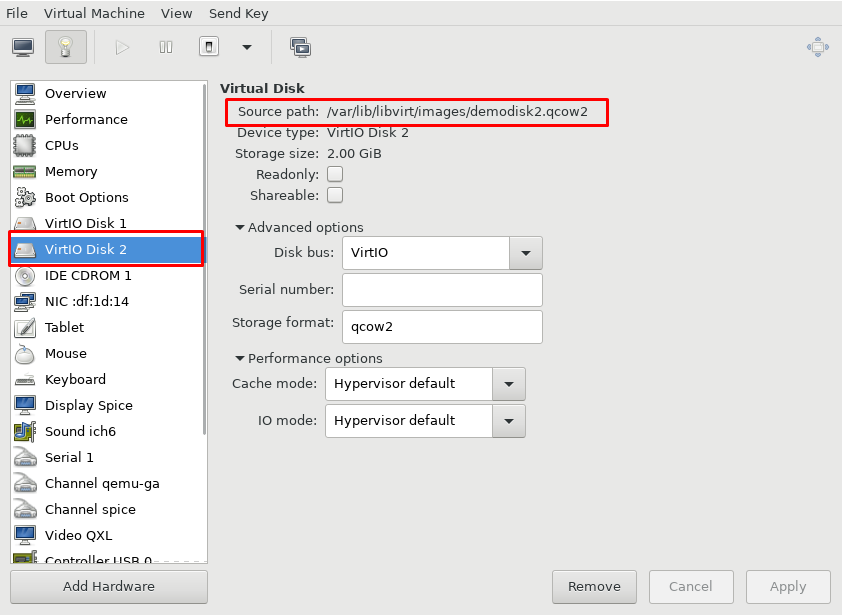 File Virtual Machine View Send Key
Overview
Performance
CPUs
Memory
Boot Options
VirtIO Disk 1
VirtIO Disk 2
IDE CDROM 1
NIC :df:1d:14
Tablet
Mouse
Keyboard
Display Spice
Sound ich6
Serial 1
Channel qemu-ga
Channel spice
Video QXL
Controller USB 0
Add Hardware
Virtual Disk
Source path: /var/lib/libvirt/images/demodisk2.qcow2
Device type: VirtIO Disk 2
Storage size: 2.00 GiB
Readonly:
Shareable:
Advanced options
Disk bus: VirtIO
Serial number:
Storage format: qcow2
Performance options
Cache mode: Hypervisor default
IO mode: Hypervisor default
Remove Cancel Apply